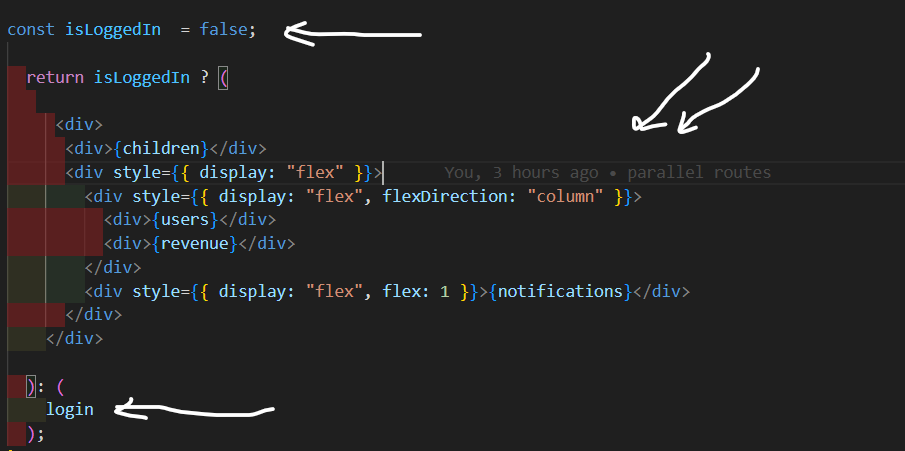 const isLoggedIn  = false;
return isLoggedIn ? (
<div>
<div>{children}</div>
<div style={{ display: "flex" }}> You, 3 hours ago • parallel routes
<div style={{ display: "flex", flexDirection: "column" }}>
<div>{users}</div>
<div>{revenue}</div>
</div>
<div style={{ display: "flex", flex: 1 }}>{notifications}</div>
</div>
</div>
): (
login
);